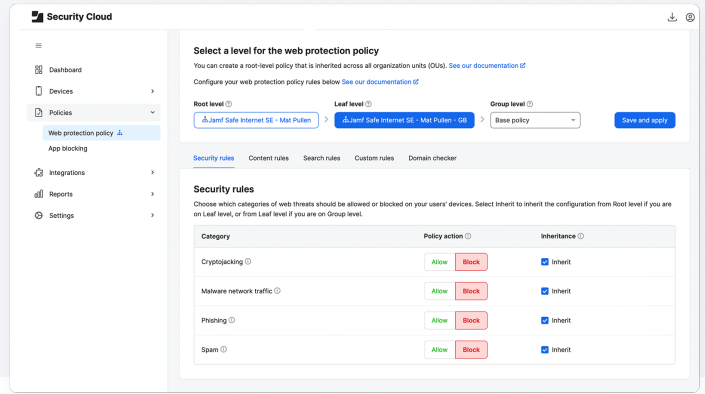 Security Cloud
Dashboard
Devices
Policies
Web protection policy
App blocking
Integrations
Reports
Settings
Select a level for the web protection policy
You can create a root-level policy that is inherited across all organization units (OUs). See our documentation
Configure your web protection policy rules below See our documentation
Root level
Leaf level
Group level
Jamf Safe Internet SE - Mat Pullen
Jamf Safe Internet SE - Mat Pullen - GB
Base policy
Save and apply
Security rules
Content rules
Search rules
Custom rules
Domain checker
Security rules
Choose which categories of web threats should be allowed or blocked on your users' devices. Select Inherit to inherit the configuration from Root level if you are
on Leaf level, or from Leaf level if you are on Group level.
Category
Policy action
Inheritance
Cryptojacking
Allow
Block
Inherit
Malware network traffic
Allow
Block
Inherit
Phishing
Allow
Block
Inherit
Spam
Allow
Block
Inherit